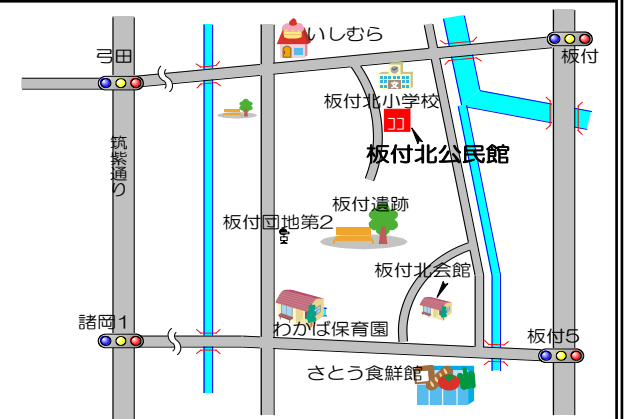 いしむら
弓田
板付
板付北小学校
ココ
板付北公民館
筑紫通り
板付遺跡
板付団地第2
板付北会館
諸岡1
わかば保育園
板付5
さとう食鮮館